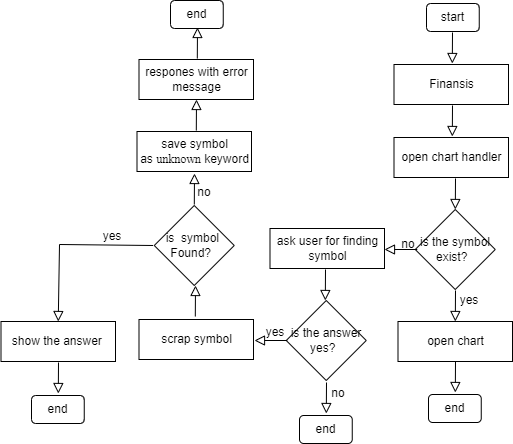 start
Finansis
open chart handler
is the symbol
exist?
yes
open chart
end
no
ask user for finding
symbol
is the answer
yes?
no
end
yes
scrap symbol
is  symbol
Found?
yes
show the answer
end
no
save symbol
as unknown keyword
respones with error
message
end